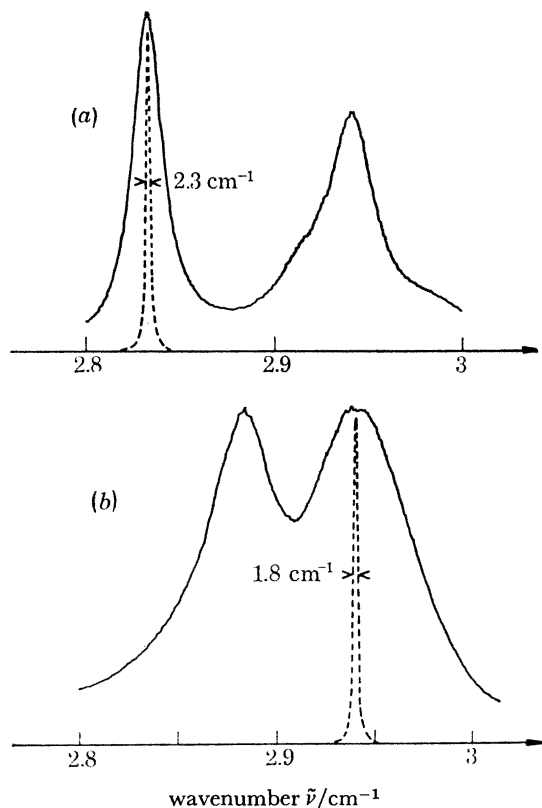 (a)
2.3 cm⁻¹
2.8 2.9 3
(b)
1.8 cm⁻¹
2.8 2.9 3
wavenumber ν̃/cm⁻¹